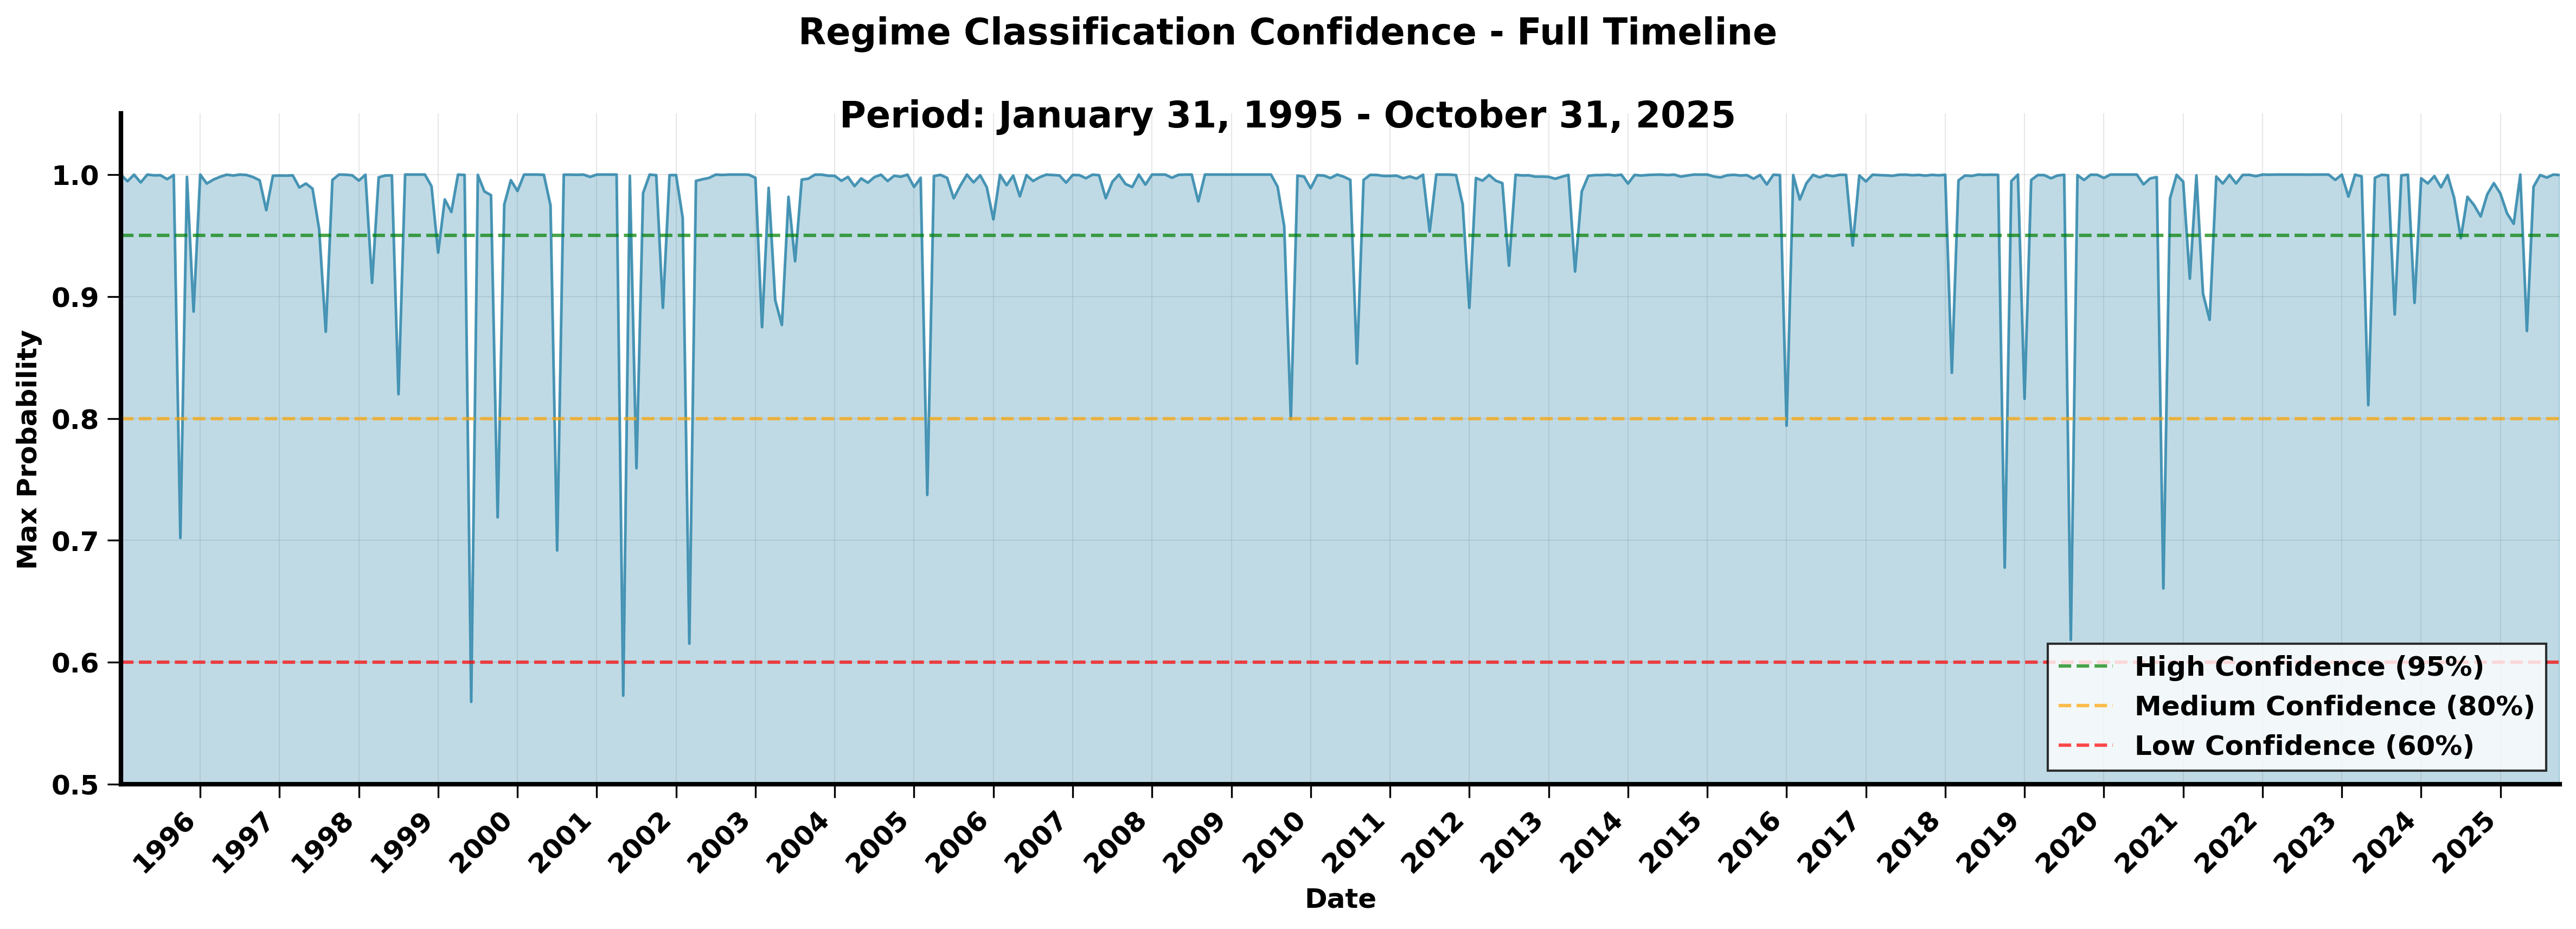 Regime Classification Confidence - Full Timeline
Period: January 31, 1995 - October 31, 2025
Max Probability
1.0
0.9
0.8
0.7
0.6
0.5
High Confidence (95%)
Medium Confidence (80%)
Low Confidence (60%)
1996 1997 1998 1999 2000 2001 2002 2003 2004 2005 2006 2007 2008 2009 2010 2011 2012 2013 2014 2015 2016 2017 2018 2019 2020 2021 2022 2023 2024 2025
Date